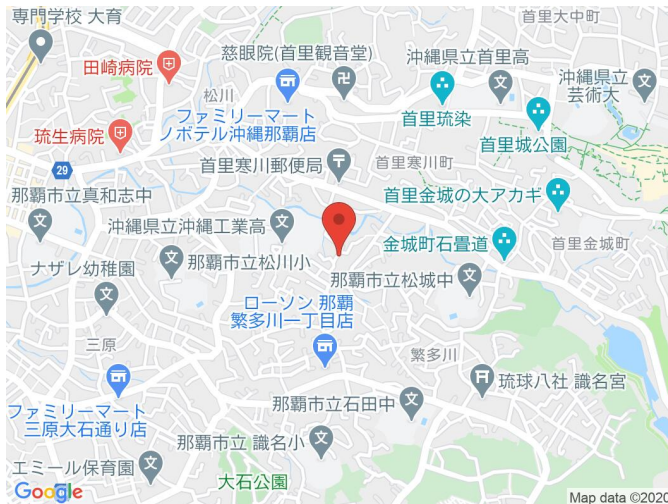 専門学校 大育
田崎病院
首里大中町
慈眼院(首里観音堂)
沖縄県立首里高
沖縄県立
芸術大
松川
ファミリーマート
ノボテル沖縄那覇店
首里琉染
首里城公園
琉生病院
29
首里寒川郵便局
首里寒川町
首里金城の大アカギ
那覇市立真和志中
沖縄県立沖縄工業高
金城町石畳道
首里金城町
ナザレ幼稚園
那覇市立松川小
那覇市立松城中
ローソン 那覇
繁多川一丁目店
三原
繁多川
琉球八社 識名宮
ファミリーマート
三原大石通り店
那覇市立石田中
那覇市立 識名小
エミール保育園
大石公園
Google
Map data ©2020